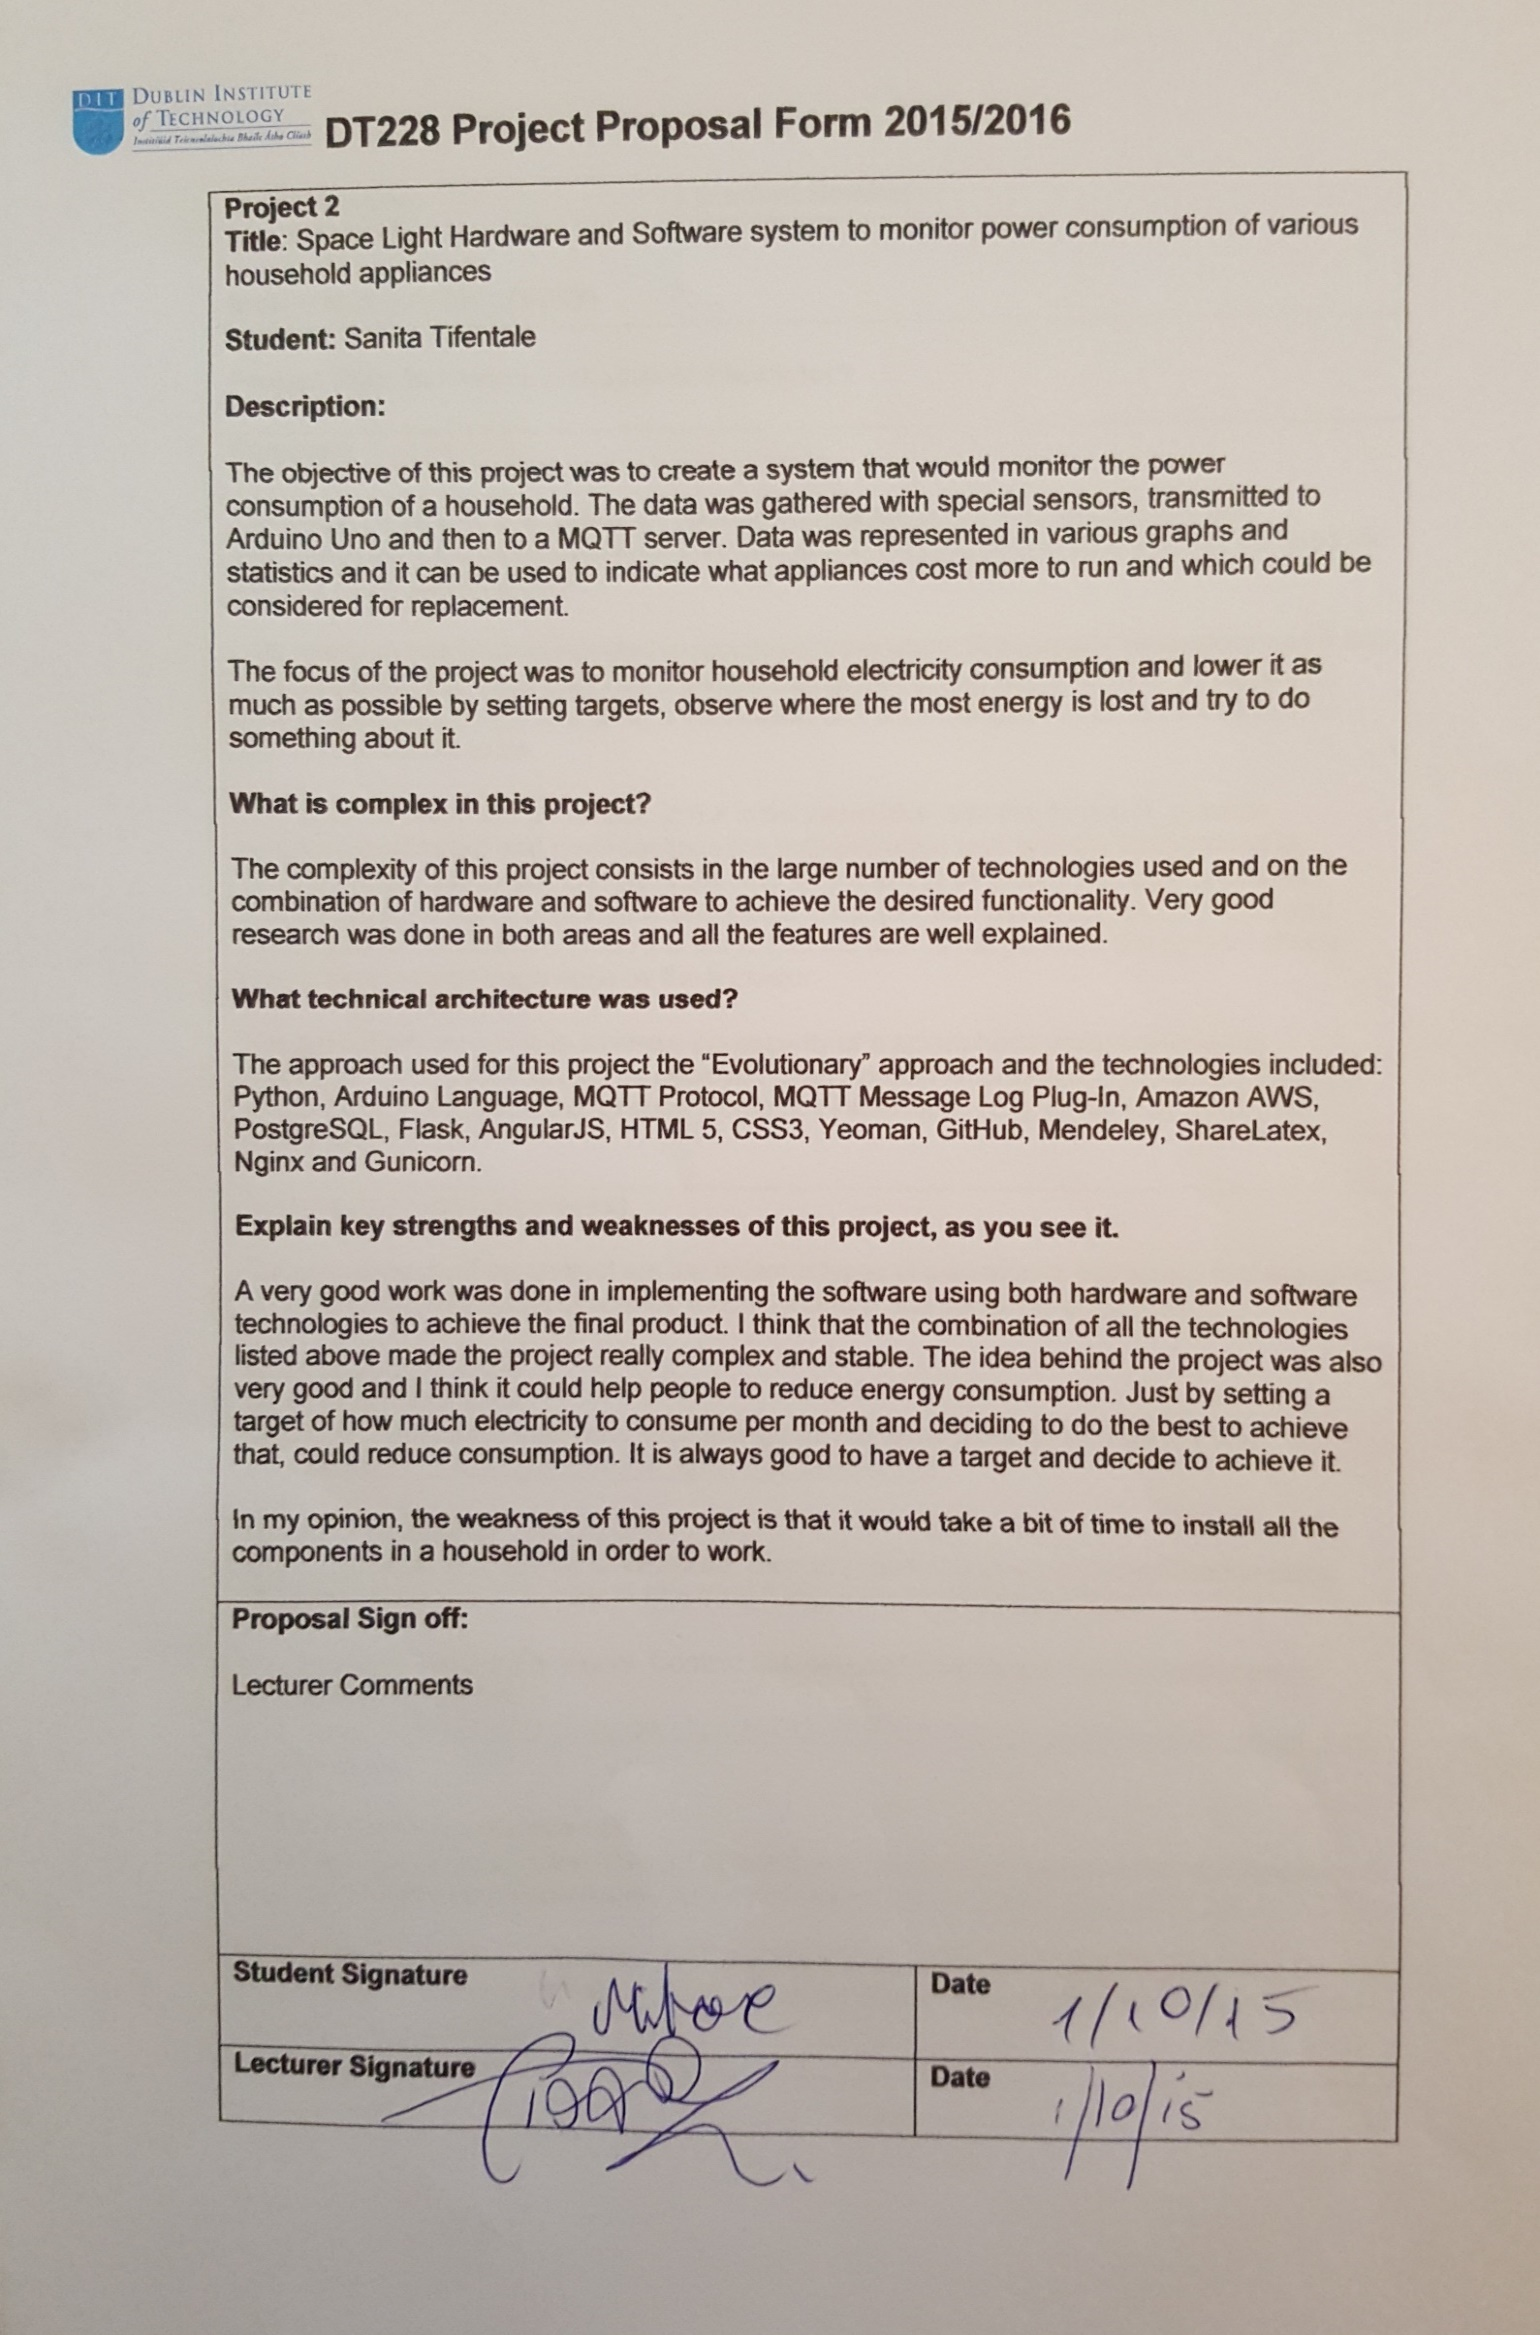 DIT DUBLIN INSTITUTE
of TECHNOLOGY
Institiúid Teicneolaíochta Bhaile Átha Cliath
DT228 Project Proposal Form 2015/2016
Project 2
Title: Space Light Hardware and Software system to monitor power consumption of various
household appliances
Student: Sanita Tifentale
Description:
The objective of this project was to create a system that would monitor the power
consumption of a household. The data was gathered with special sensors, transmitted to
Arduino Uno and then to a MQTT server. Data was represented in various graphs and
statistics and it can be used to indicate what appliances cost more to run and which could be
considered for replacement.
The focus of the project was to monitor household electricity consumption and lower it as
much as possible by setting targets, observe where the most energy is lost and try to do
something about it.
What is complex in this project?
The complexity of this project consists in the large number of technologies used and on the
combination of hardware and software to achieve the desired functionality. Very good
research was done in both areas and all the features are well explained.
What technical architecture was used?
The approach used for this project the “Evolutionary” approach and the technologies included:
Python, Arduino Language, MQTT Protocol, MQTT Message Log Plug-In, Amazon AWS,
PostgreSQL, Flask, AngularJS, HTML 5, CSS3, Yeoman, GitHub, Mendeley, ShareLatex,
Nginx and Gunicorn.
Explain key strengths and weaknesses of this project, as you see it.
A very good work was done in implementing the software using both hardware and software
technologies to achieve the final product. I think that the combination of all the technologies
listed above made the project really complex and stable. The idea behind the project was also
very good and I think it could help people to reduce energy consumption. Just by setting a
target of how much electricity to consume per month and deciding to do the best to achieve
that, could reduce consumption. It is always good to have a target and decide to achieve it.
In my opinion, the weakness of this project is that it would take a bit of time to install all the
components in a household in order to work.
Proposal Sign off:
Lecturer Comments
Student Signature
Date 1/10/15
Lecturer Signature
Date 1/10/15